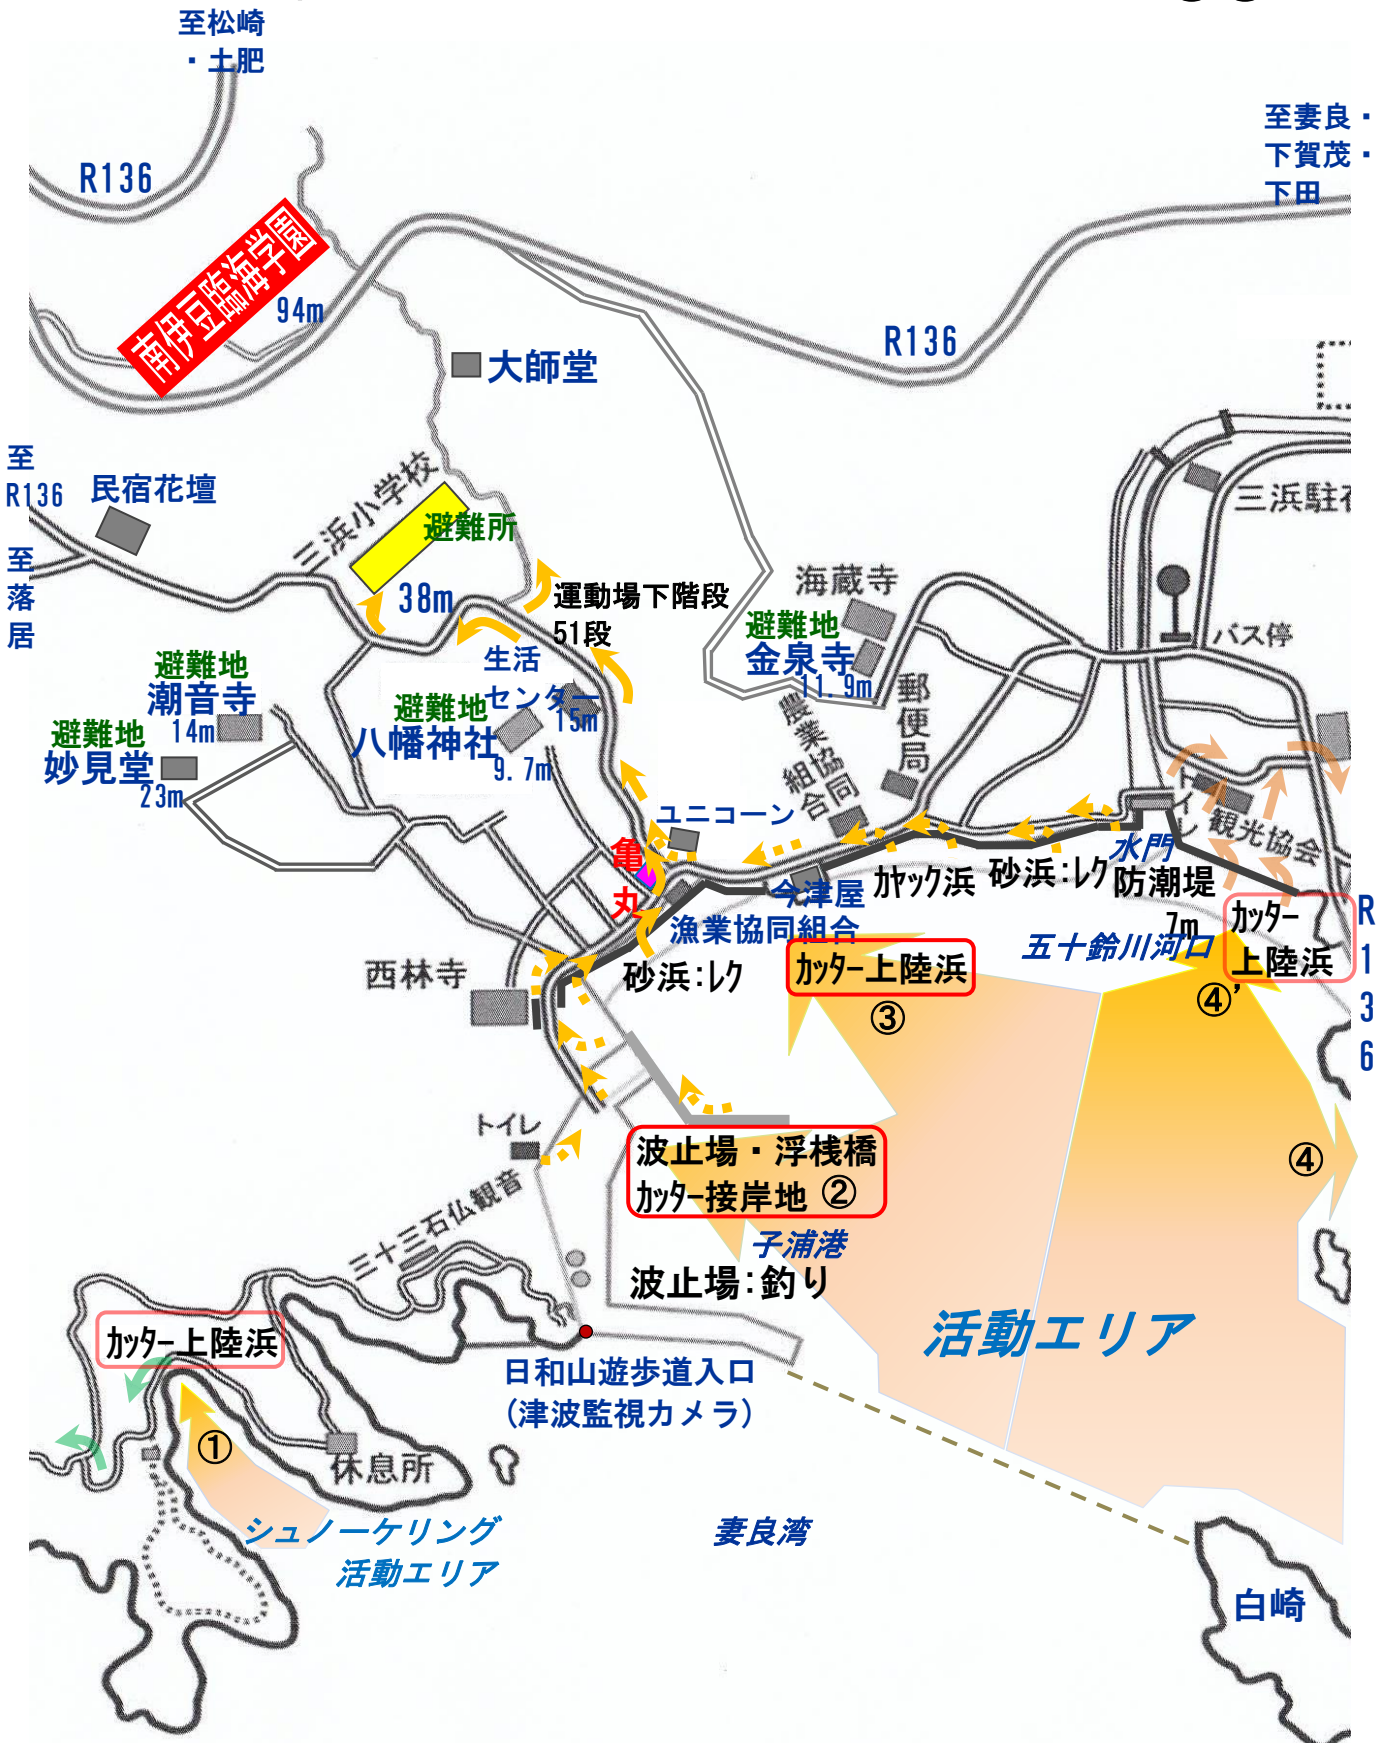 至松崎
・土肥
至妻良・
下賀茂・
下田
R136
南伊豆臨海学園
94m
R136
大師堂
至
R136
民宿花壇
三浜小学校
避難所
三浜駐在
至
落
居
38m
運動場下階段
51段
海蔵寺
避難地
金泉寺
11.9m
バス停
生活
センター
15m
避難地
潮音寺
14m
避難地
八幡神社
9.7m
郵便局
農業協同
組合
避難地
妙見堂
23m
ユニコーン
トイレ
観光協会
水門
亀
丸
今津屋
ｶﾔｯｸ浜
砂浜:ﾚｸ
防潮堤
7m
漁業協同組合
五十鈴川河口
ｶｯﾀｰ
上陸浜
R
1
3
6
西林寺
砂浜:ﾚｸ
ｶｯﾀｰ上陸浜
③
④’
トイレ
波止場・浮桟橋
ｶｯﾀｰ接岸地 ②
④
三十三石仏観音
子浦港
波止場:釣り
ｶｯﾀｰ上陸浜
活動エリア
日和山遊歩道入口
(津波監視カメラ)
①
休息所
シュノーケリング
活動エリア
妻良湾
白崎